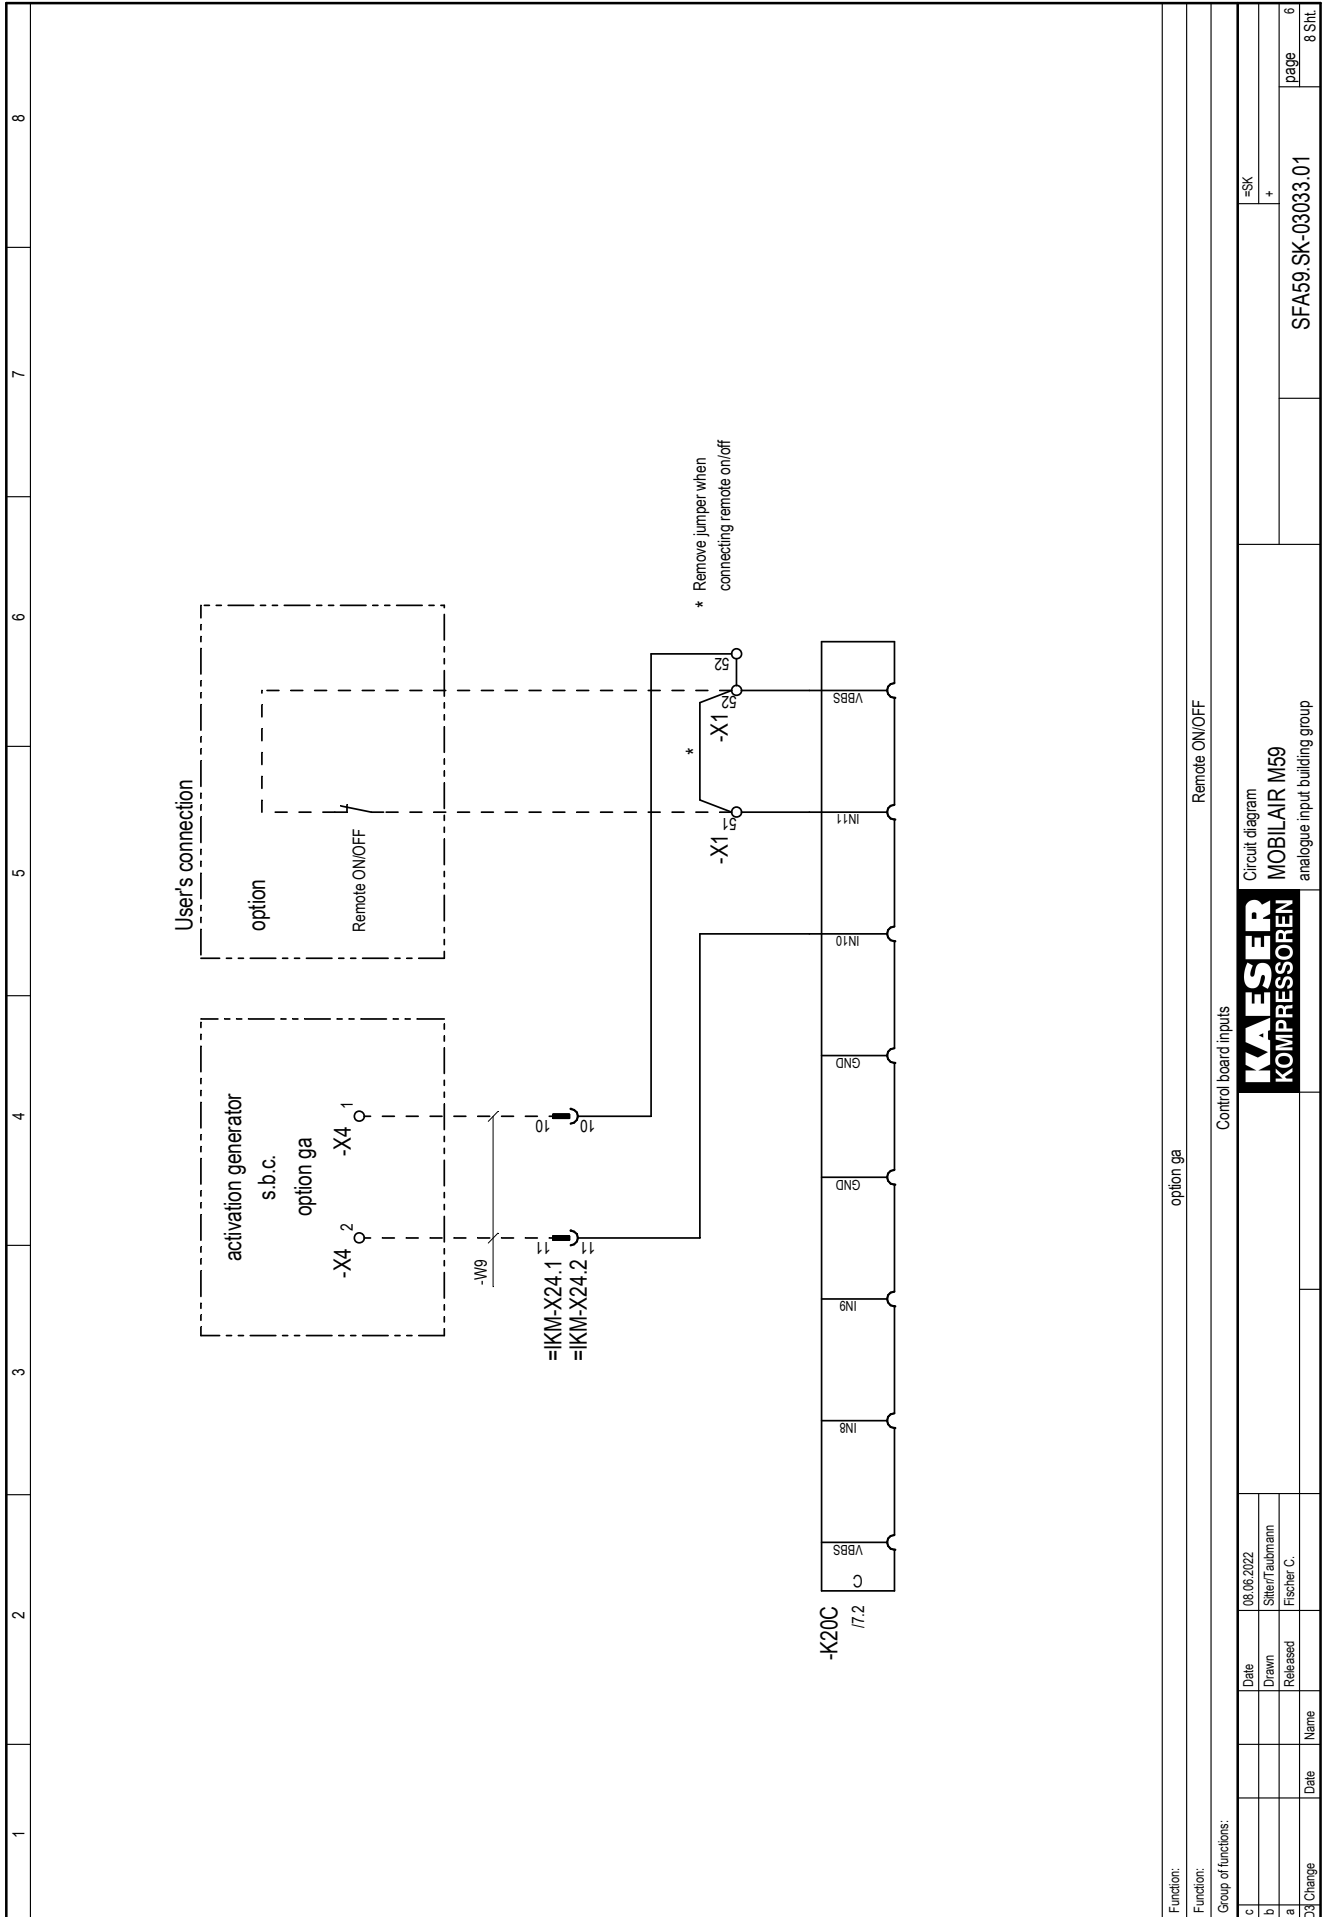 1
2
3
4
5
6
7
8
User's connection
option
Remote ON/OFF
activation generator
s.b.c.
option ga
-X4 2
-X4 1
-W9
=IKM-X24.1
=IKM-X24.2
11
11
10
10
-X1 51
-X1 52
52
*
* Remove jumper when
connecting remote on/off
-K20C
/7.2
C
VBBS
IN8
IN9
GND
GND
IN10
IN11
VBBS
Function:
option ga
Function:
Remote ON/OFF
Group of functions:
Control board inputs
c
b
a
D3 Change
Date
Name
Date
08.06.2022
Drawn
Sitter/Taubmann
Released
Fischer C.
KAESER
KOMPRESSOREN
Circuit diagram
MOBILAIR M59
analogue input building group
=SK
+
SFA59.SK-03033.01
page
6
8 Sht.